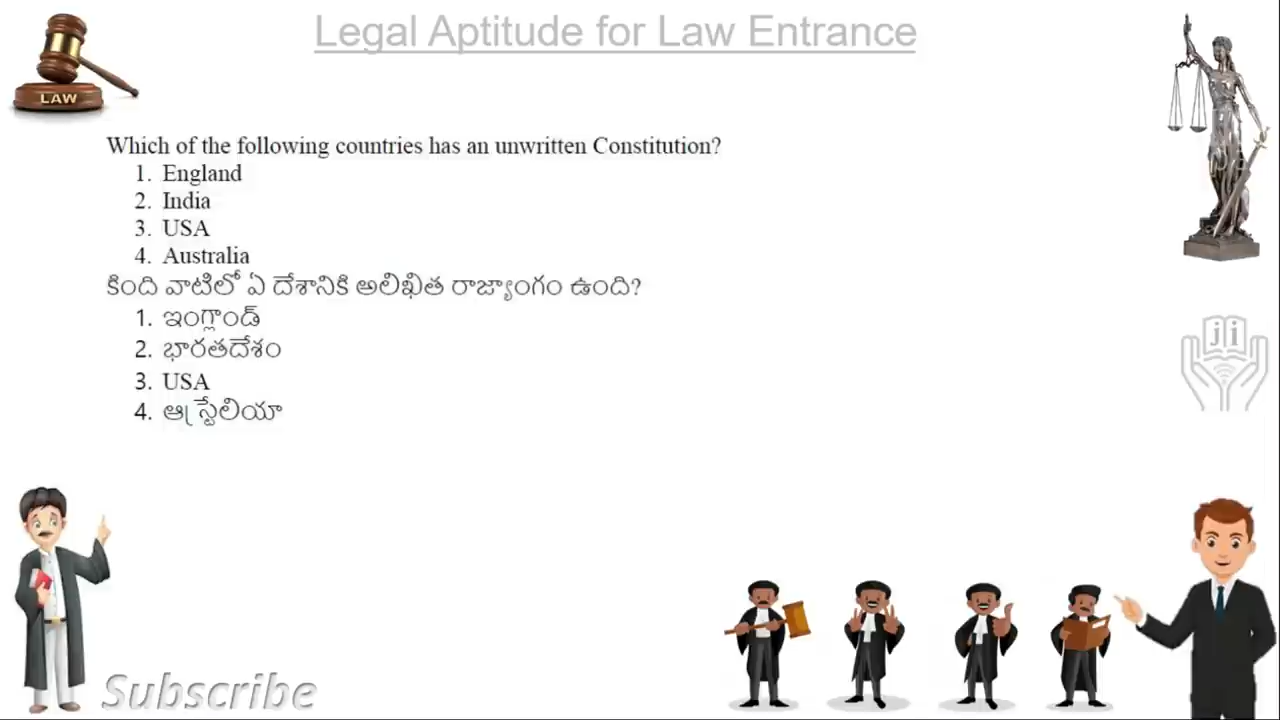 Legal Aptitude for Law Entrance
LAW
Which of the following countries has an unwritten Constitution?
1. England
2. India
3. USA
4. Australia
కింది వాటిలో ఏ దేశానికి అలిఖిత రాజ్యాంగం ఉంది?
1. ఇంగ్లాండ్
2. భారతదేశం
3. USA
4. ఆస్ట్రేలియా
ji
Subscribe